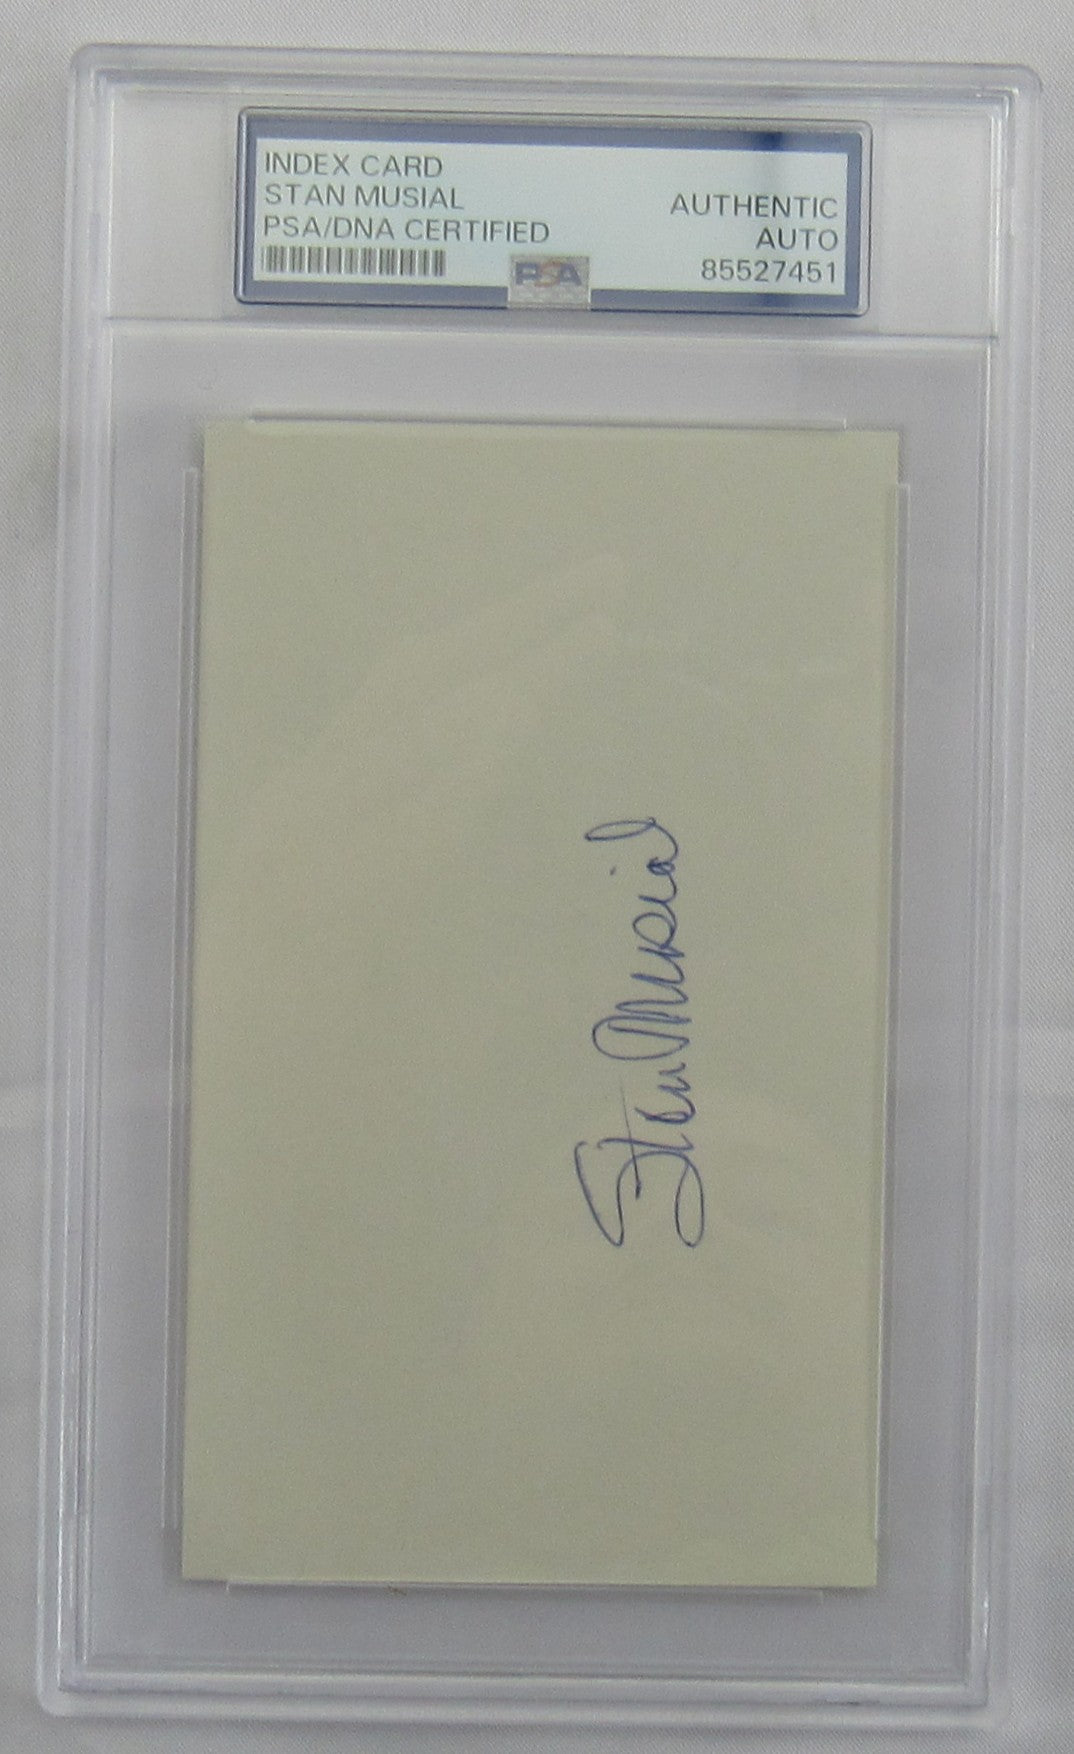 INDEX CARD
STAN MUSIAL
PSA/DNA CERTIFIED
AUTHENTIC
AUTO
85527451
PSA
Stan Musial